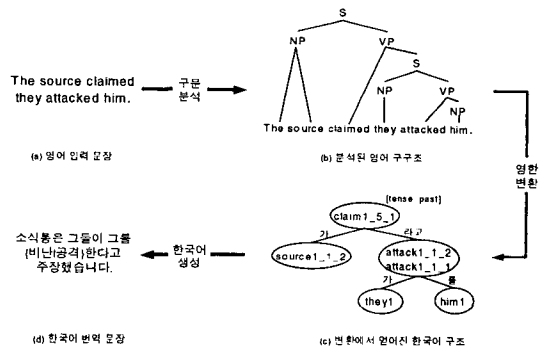 S
NP VP
S
NP VP
NP
The source claimed
they attacked him.
구문
분석
The source claimed they attacked him.
(a) 영어 입력 문장
(b) 분석된 영어 구구조
영한
변환
[tense past]
claim1_5_1
가 라고
source1_1_2
attack1_1_2
attack1_1_1
가 를
they1 him1
한국어
생성
소식통은 그들이 그를
{비난|공격}한다고
주장했습니다.
(d) 한국어 번역 문장
(c) 변환에서 얻어진 한국어 구조